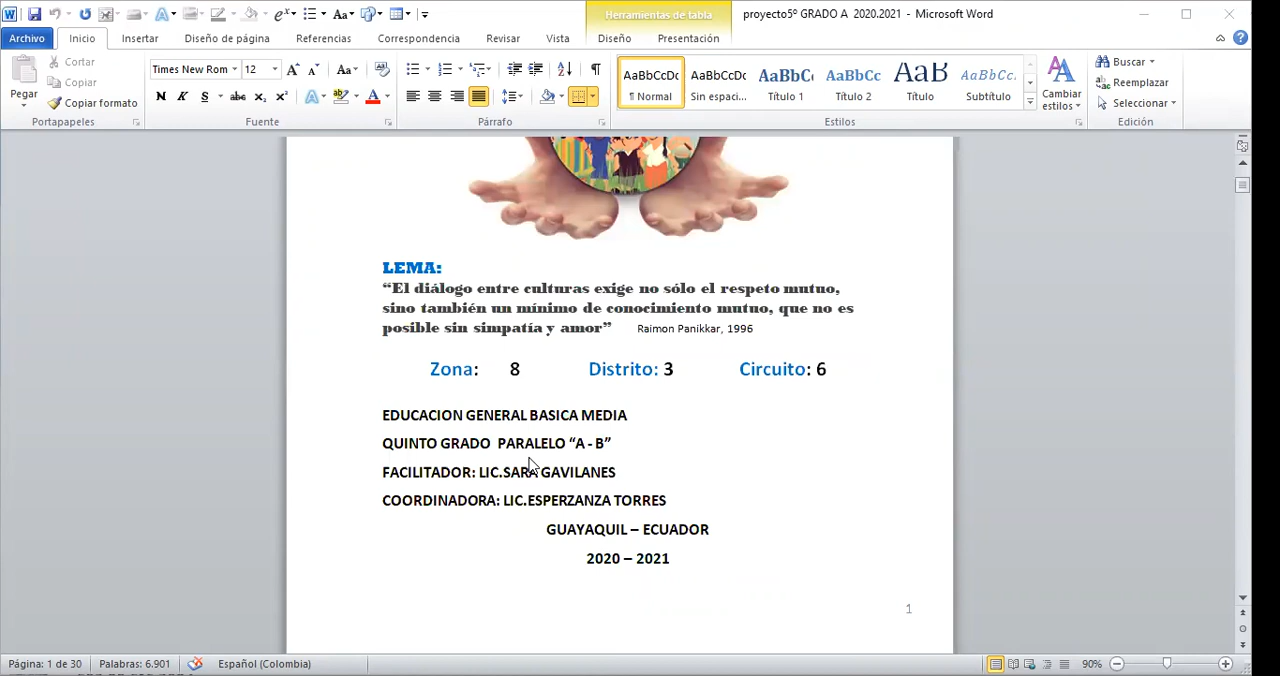 Herramientas de tabla
proyecto5º GRADO A 2020.2021 - Microsoft Word
Archivo Inicio Insertar Diseño de página Referencias Correspondencia Revisar Vista Diseño Presentación
Pegar
Cortar
Copiar
Copiar formato
Portapapeles
Times New Rom 12
Fuente
Párrafo
AaBbCcDc AaBbCcDc AaBbC AaBbCc AaB AaBbCc.
¶ Normal Sin espaci... Título 1 Título 2 Título Subtítulo
Estilos
Cambiar
estilos
Buscar
Reemplazar
Seleccionar
Edición
LEMA:
“El diálogo entre culturas exige no sólo el respeto mutuo,
sino también un mínimo de conocimiento mutuo, que no es
posible sin simpatía y amor” Raimon Panikkar, 1996
Zona: 8 Distrito: 3 Circuito: 6
EDUCACION GENERAL BASICA MEDIA
QUINTO GRADO PARALELO “A - B”
FACILITADOR: LIC.SARA GAVILANES
COORDINADORA: LIC.ESPERZANZA TORRES
GUAYAQUIL – ECUADOR
2020 – 2021
1
Página: 1 de 30 Palabras: 6.901 Español (Colombia) 90%